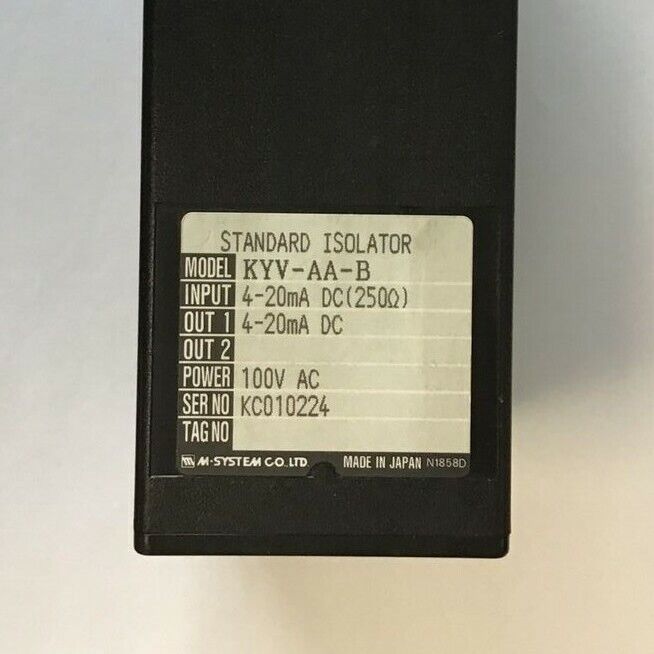 STANDARD ISOLATOR
MODEL KYV-AA-B
INPUT 4-20mA DC(250Ω)
OUT 1 4-20mA DC
OUT 2
POWER 100V AC
SER NO KC010224
TAG NO
M-SYSTEM CO.,LTD. MADE IN JAPAN N1858D